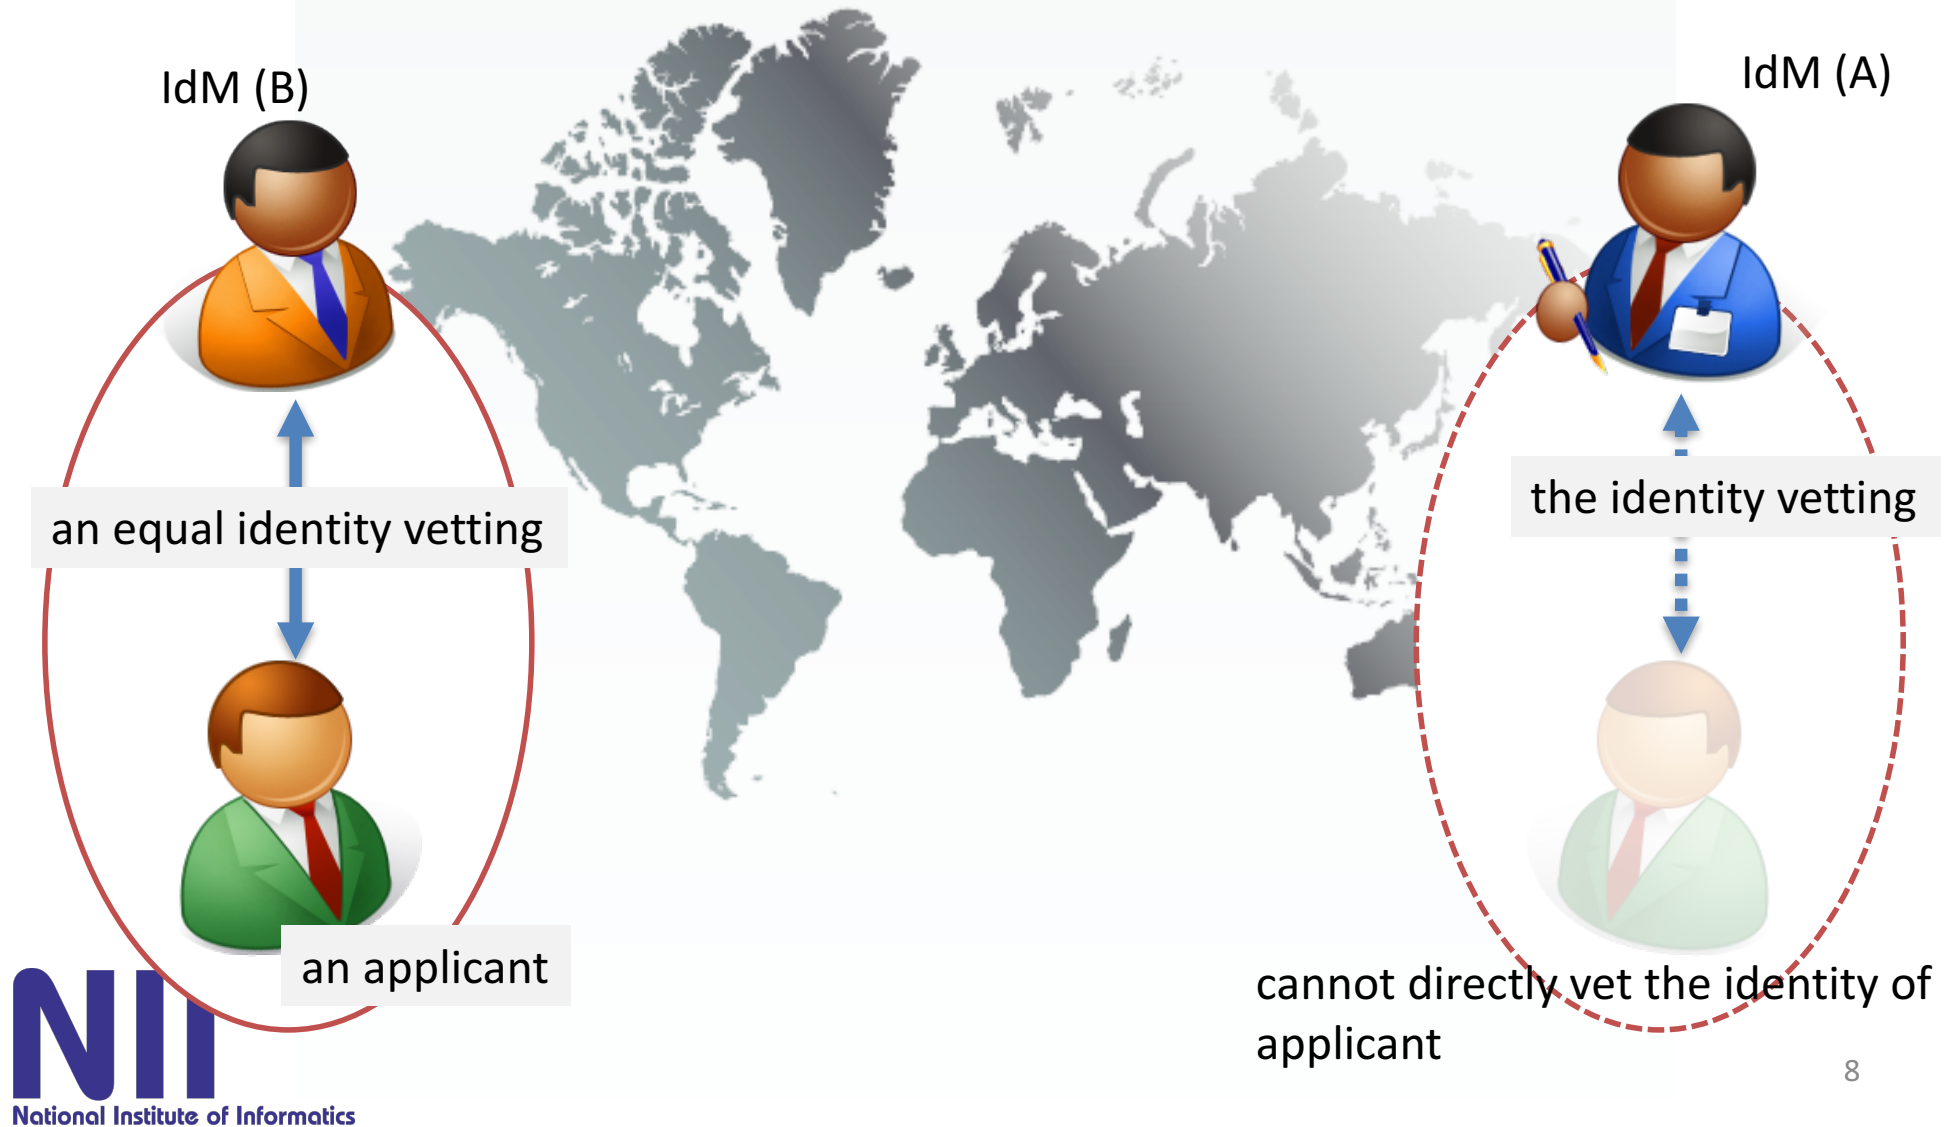 IdM (B)
IdM (A)
an equal identity vetting
the identity vetting
an applicant
cannot directly vet the identity of
applicant
NII
National Institute of Informatics
8